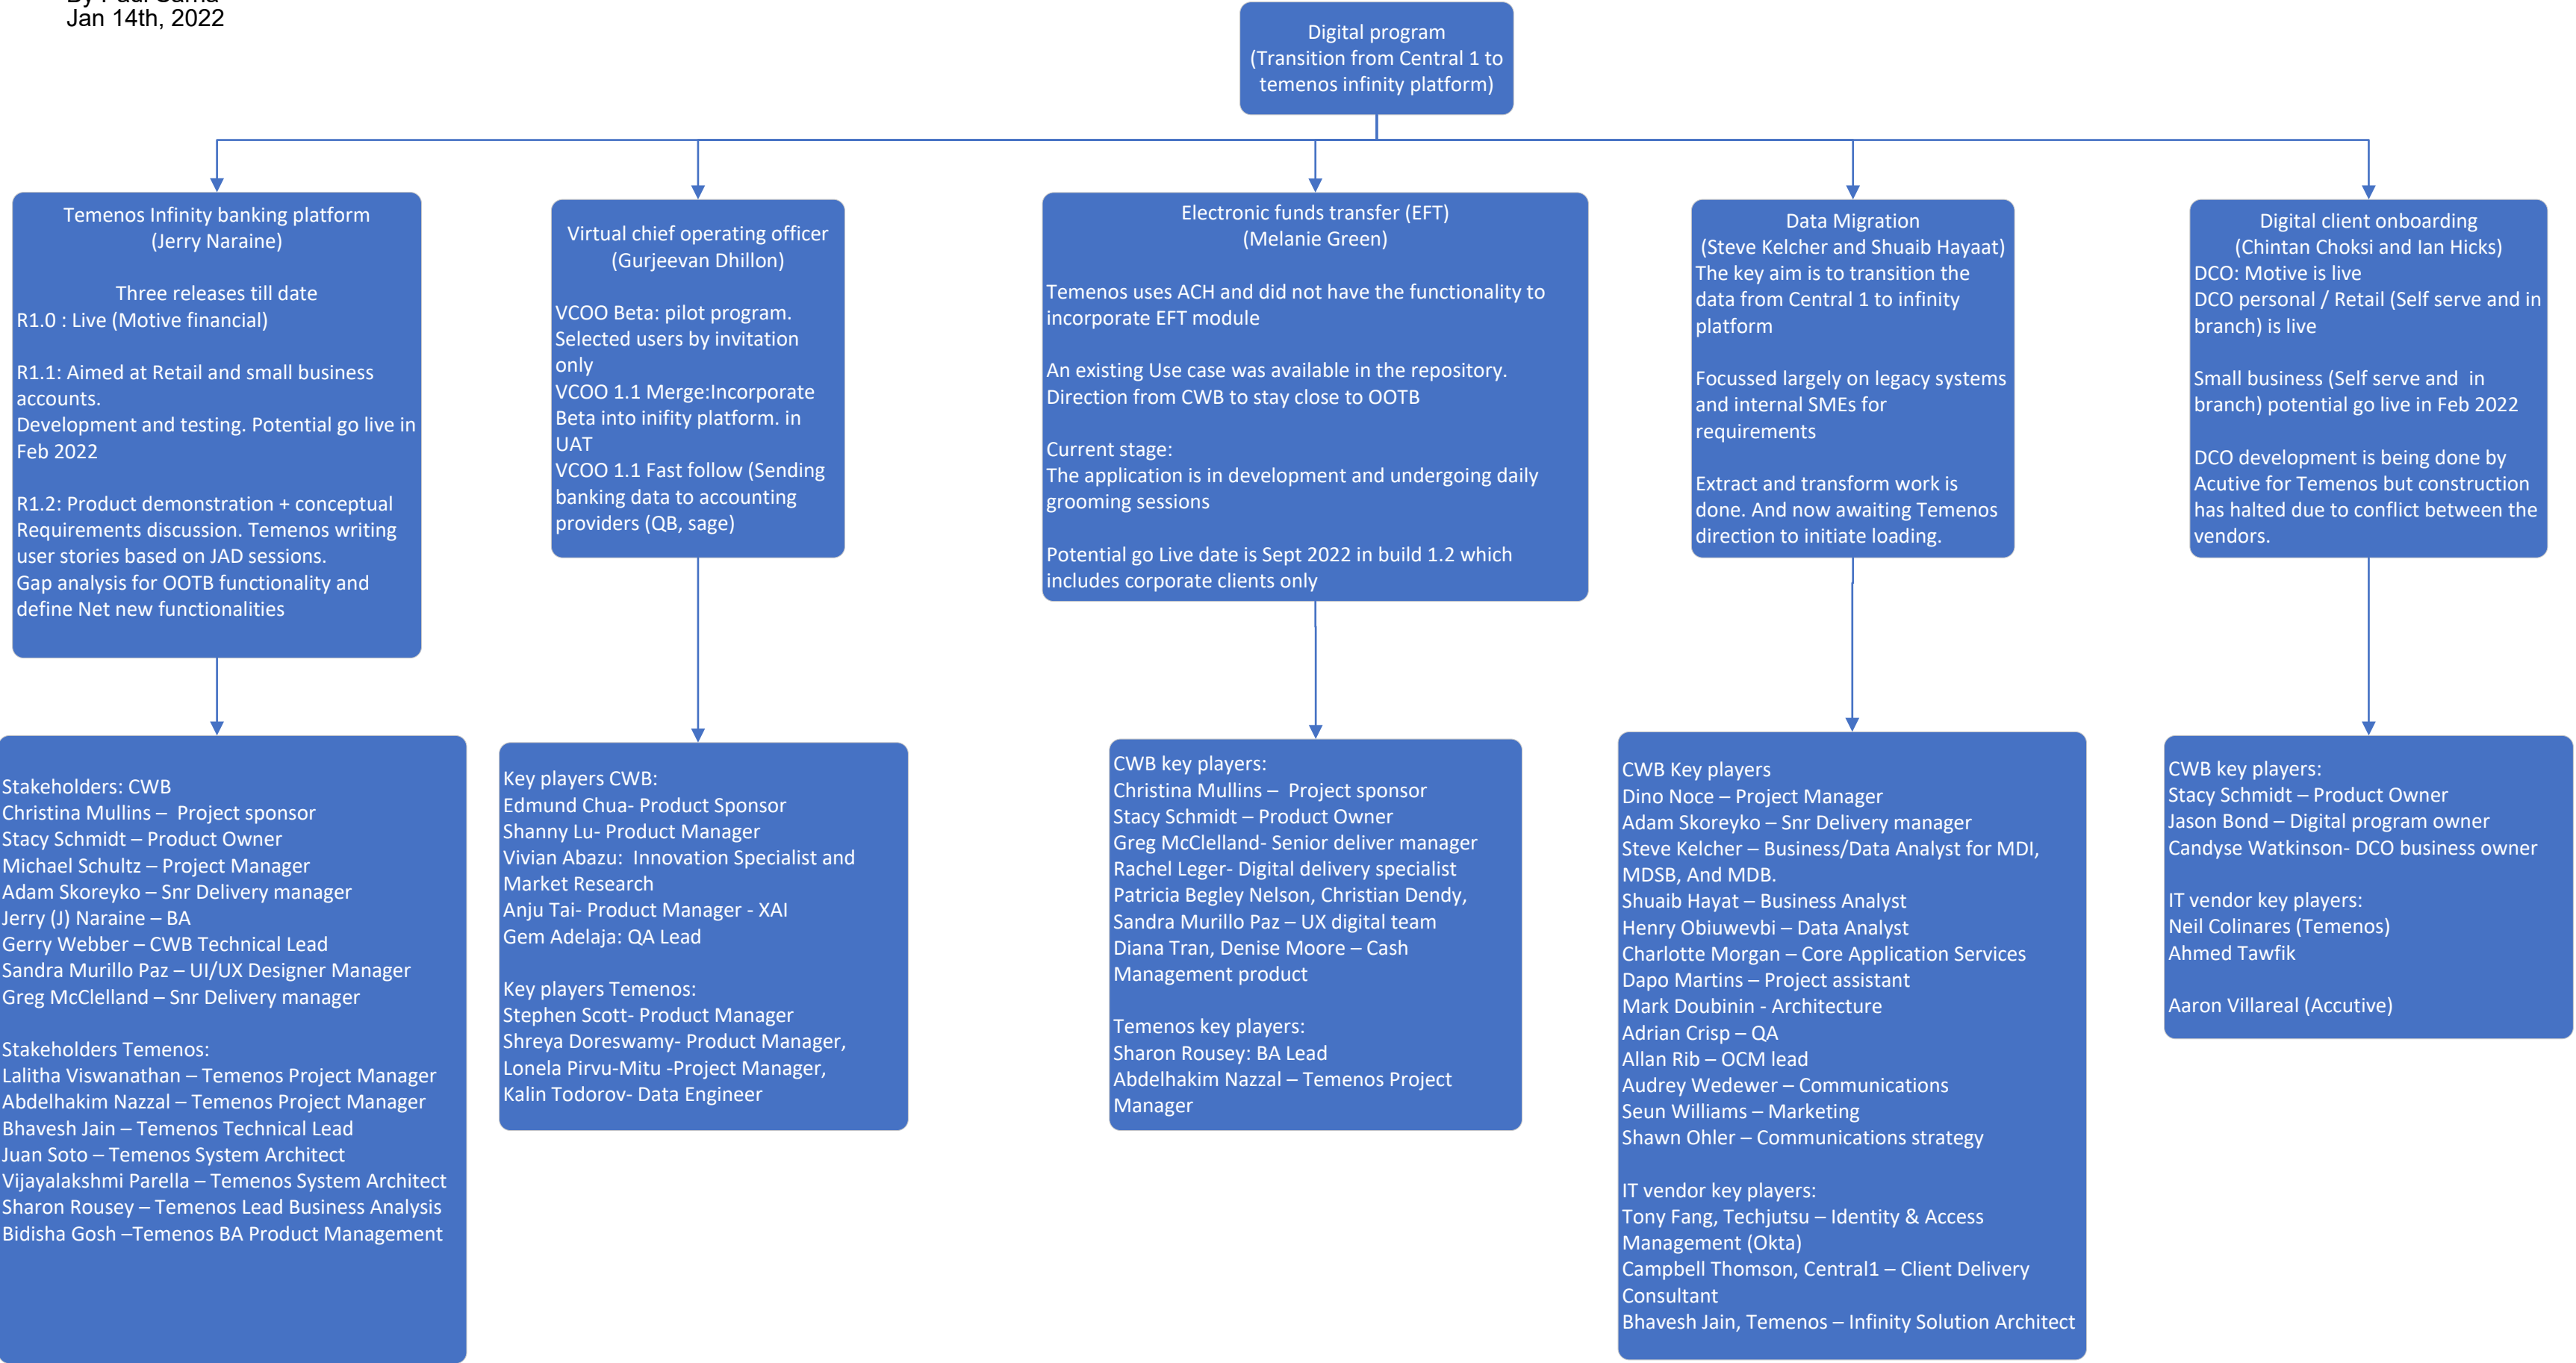 Jan 14th, 2022
Digital program
(Transition from Central 1 to
temenos infinity platform)
Temenos Infinity banking platform
(Jerry Naraine)
Three releases till date
R1.0 : Live (Motive financial)
R1.1: Aimed at Retail and small business
accounts.
Development and testing. Potential go live in
Feb 2022
R1.2: Product demonstration + conceptual
Requirements discussion. Temenos writing
user stories based on JAD sessions.
Gap analysis for OOTB functionality and
define Net new functionalities
Virtual chief operating officer
(Gurjeevan Dhillon)
VCOO Beta: pilot program.
Selected users by invitation
only
VCOO 1.1 Merge:Incorporate
Beta into inifity platform. in
UAT
VCOO 1.1 Fast follow (Sending
banking data to accounting
providers (QB, sage)
Electronic funds transfer (EFT)
(Melanie Green)
Temenos uses ACH and did not have the functionality to
incorporate EFT module
An existing Use case was available in the repository.
Direction from CWB to stay close to OOTB
Current stage:
The application is in development and undergoing daily
grooming sessions
Potential go Live date is Sept 2022 in build 1.2 which
includes corporate clients only
Data Migration
(Steve Kelcher and Shuaib Hayaat)
The key aim is to transition the
data from Central 1 to infinity
platform
Focussed largely on legacy systems
and internal SMEs for
requirements
Extract and transform work is
done. And now awaiting Temenos
direction to initiate loading.
Digital client onboarding
(Chintan Choksi and Ian Hicks)
DCO: Motive is live
DCO personal / Retail (Self serve and in
branch) is live
Small business (Self serve and  in
branch) potential go live in Feb 2022
DCO development is being done by
Acutive for Temenos but construction
has halted due to conflict between the
vendors.
Stakeholders: CWB
Christina Mullins –  Project sponsor
Stacy Schmidt – Product Owner
Michael Schultz – Project Manager
Adam Skoreyko – Snr Delivery manager
Jerry (J) Naraine – BA
Gerry Webber – CWB Technical Lead
Sandra Murillo Paz – UI/UX Designer Manager
Greg McClelland – Snr Delivery manager
Stakeholders Temenos:
Lalitha Viswanathan – Temenos Project Manager
Abdelhakim Nazzal – Temenos Project Manager
Bhavesh Jain – Temenos Technical Lead
Juan Soto – Temenos System Architect
Vijayalakshmi Parella – Temenos System Architect
Sharon Rousey – Temenos Lead Business Analysis
Bidisha Gosh –Temenos BA Product Management
Key players CWB:
Edmund Chua- Product Sponsor
Shanny Lu- Product Manager
Vivian Abazu:  Innovation Specialist and
Market Research
Anju Tai- Product Manager - XAI
Gem Adelaja: QA Lead
Key players Temenos:
Stephen Scott- Product Manager
Shreya Doreswamy- Product Manager,
Lonela Pirvu-Mitu -Project Manager,
Kalin Todorov- Data Engineer
CWB key players:
Christina Mullins –  Project sponsor
Stacy Schmidt – Product Owner
Greg McClelland- Senior deliver manager
Rachel Leger- Digital delivery specialist
Patricia Begley Nelson, Christian Dendy,
Sandra Murillo Paz – UX digital team
Diana Tran, Denise Moore – Cash
Management product
Temenos key players:
Sharon Rousey: BA Lead
Abdelhakim Nazzal – Temenos Project
Manager
CWB Key players
Dino Noce – Project Manager
Adam Skoreyko – Snr Delivery manager
Steve Kelcher – Business/Data Analyst for MDI,
MDSB, And MDB.
Shuaib Hayat – Business Analyst
Henry Obiuwevbi – Data Analyst
Charlotte Morgan – Core Application Services
Dapo Martins – Project assistant
Mark Doubinin - Architecture
Adrian Crisp – QA
Allan Rib – OCM lead
Audrey Wedewer – Communications
Seun Williams – Marketing
Shawn Ohler – Communications strategy
IT vendor key players:
Tony Fang, Techjutsu – Identity & Access
Management (Okta)
Campbell Thomson, Central1 – Client Delivery
Consultant
Bhavesh Jain, Temenos – Infinity Solution Architect
CWB key players:
Stacy Schmidt – Product Owner
Jason Bond – Digital program owner
Candyse Watkinson- DCO business owner
IT vendor key players:
Neil Colinares (Temenos)
Ahmed Tawfik
Aaron Villareal (Accutive)